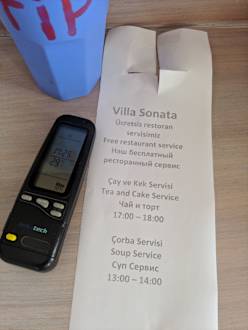 Villa Sonata
Ücretsiz restoran
servisimiz
Free restaurant service
Наш бесплатный
ресторанный сервис
Çay ve Kek Servisi
Tea and Cake Service
Чай и торт
17:00 – 18:00
Çorba Servisi
Soup Service
Суп Сервис
13:00 – 14:00